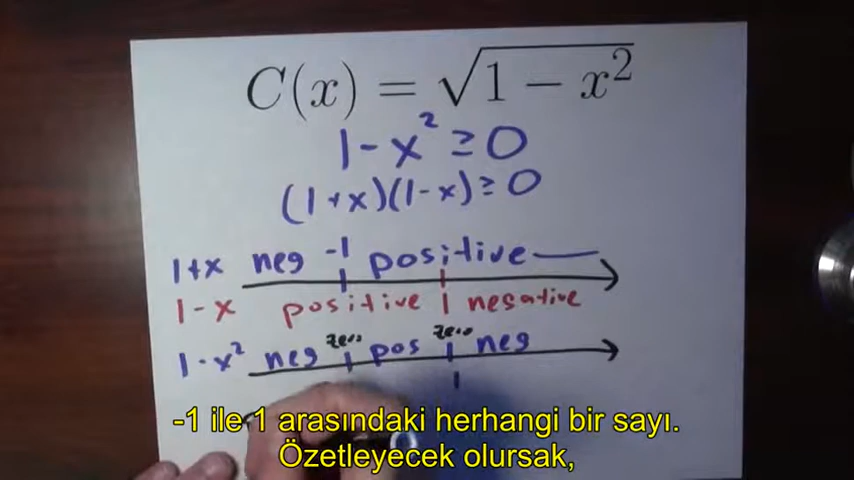 C(x) = √(1 − x²)
1 - x² ≥ 0
(1+x)(1-x) ≥ 0
1+x neg -1 positive
1-x positive 1 negative
zero zero
1-x² neg pos neg
1
-1 ile 1 arasındaki herhangi bir sayı.
Özetleyecek olursak,